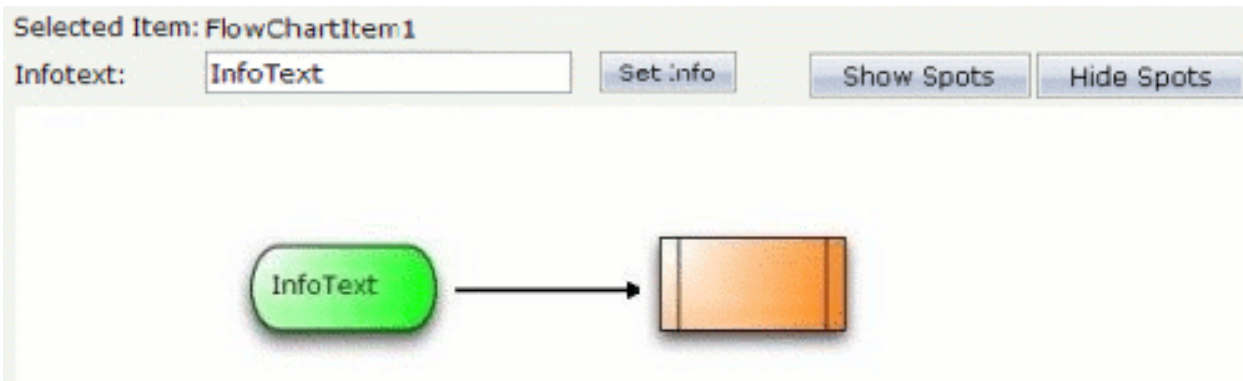 Selected Item: FlowChartItem1
Infotext: InfoText Set Info Show Spots Hide Spots
InfoText